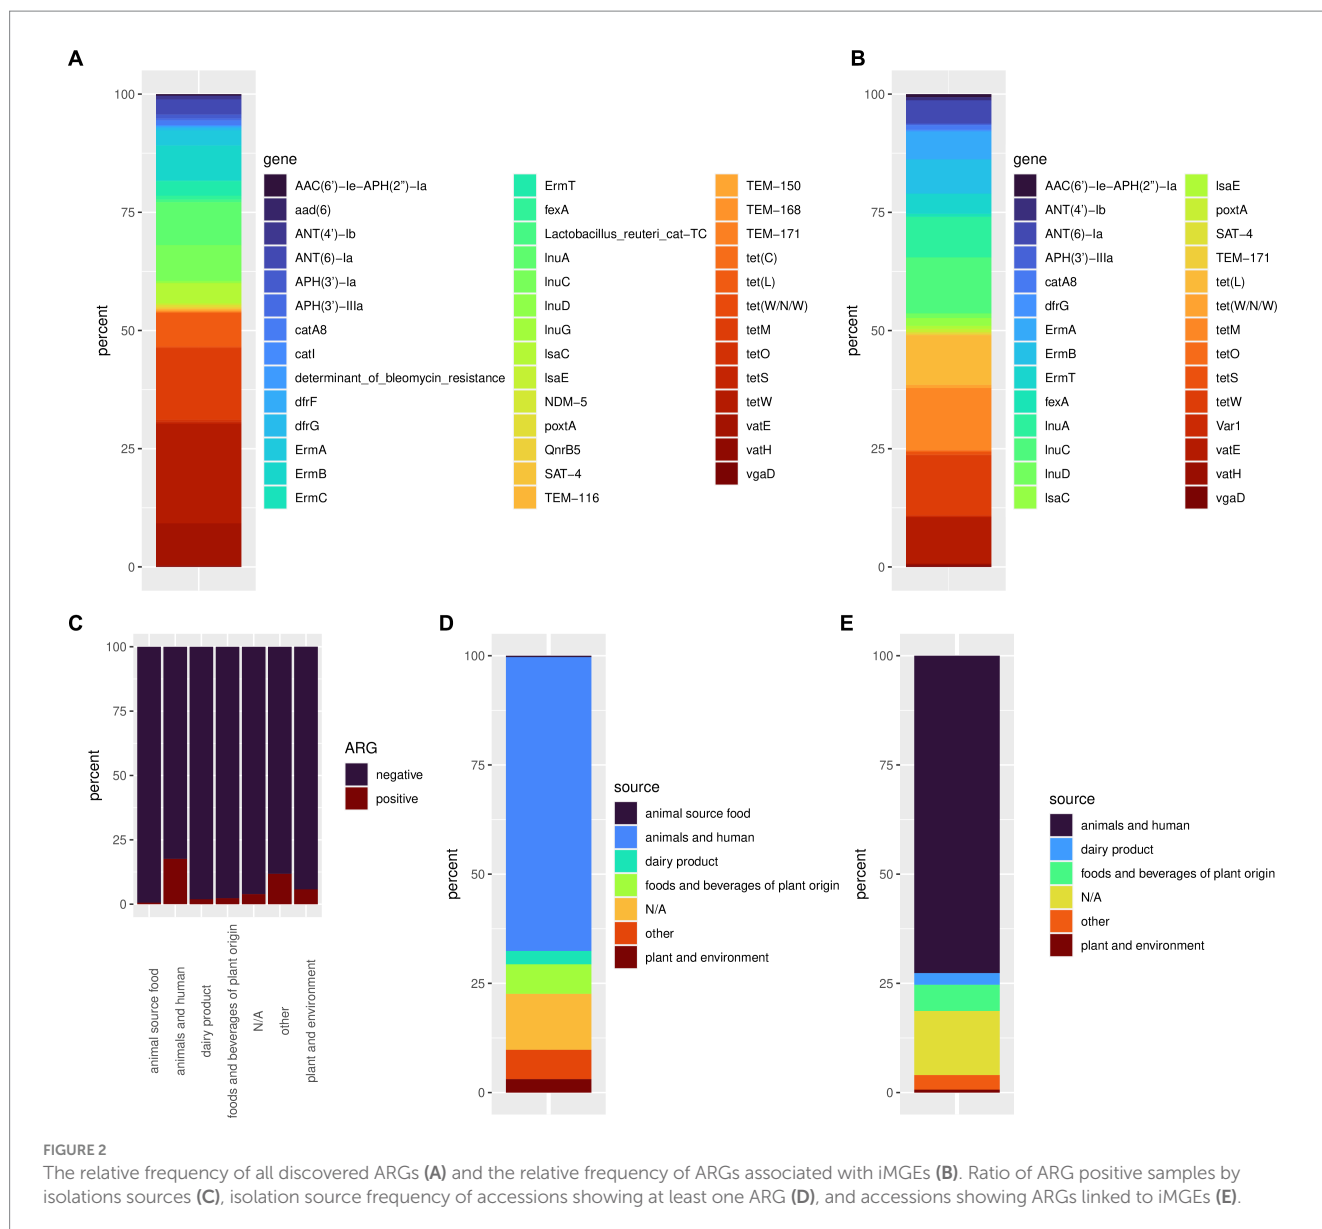 A
100
75
50
25
0
percent
gene
AAC(6')−Ie−APH(2'')−Ia
aad(6)
ANT(4')−Ib
ANT(6)−Ia
APH(3')−Ia
APH(3')−IIIa
catA8
catI
determinant_of_bleomycin_resistance
dfrF
dfrG
ErmA
ErmB
ErmC
ErmT
fexA
Lactobacillus_reuteri_cat−TC
lnuA
lnuC
lnuD
lnuG
lsaC
lsaE
NDM−5
poxtA
QnrB5
SAT−4
TEM−116
TEM−150
TEM−168
TEM−171
tet(C)
tet(L)
tet(W/N/W)
tetM
tetO
tetS
tetW
vatE
vatH
vgaD
B
100
75
50
25
0
percent
gene
AAC(6')−Ie−APH(2'')−Ia
ANT(4')−Ib
ANT(6)−Ia
APH(3')−IIIa
catA8
dfrG
ErmA
ErmB
ErmT
fexA
lnuA
lnuC
lnuD
lsaC
lsaE
poxtA
SAT−4
TEM−171
tet(L)
tet(W/N/W)
tetM
tetO
tetS
tetW
Var1
vatE
vatH
vgaD
C
100
75
50
25
0
percent
animal source food
animals and human
dairy product
foods and beverages of plant origin
N/A
other
plant and environment
ARG
negative
positive
D
100
75
50
25
0
percent
source
animal source food
animals and human
dairy product
foods and beverages of plant origin
N/A
other
plant and environment
E
100
75
50
25
0
percent
source
animals and human
dairy product
foods and beverages of plant origin
N/A
other
plant and environment
FIGURE 2
The relative frequency of all discovered ARGs (A) and the relative frequency of ARGs associated with iMGEs (B). Ratio of ARG positive samples by
isolations sources (C), isolation source frequency of accessions showing at least one ARG (D), and accessions showing ARGs linked to iMGEs (E).